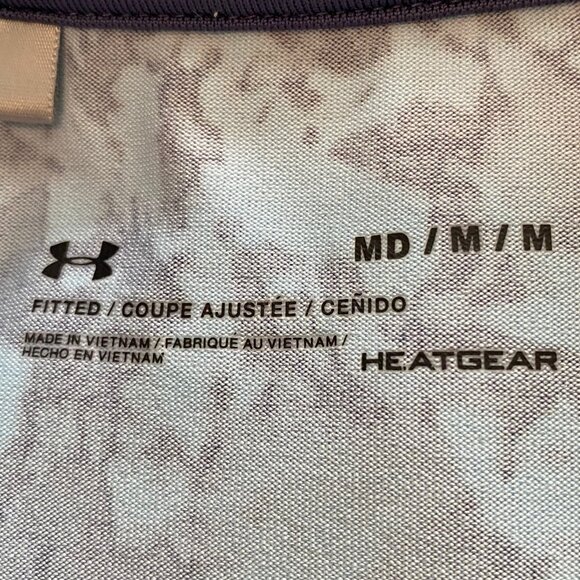 MD / M / M
FITTED / COUPE AJUSTÉE / CEÑIDO
MADE IN VIETNAM / FABRIQUE AU VIETNAM /
HECHO EN VIETNAM
HEATGEAR